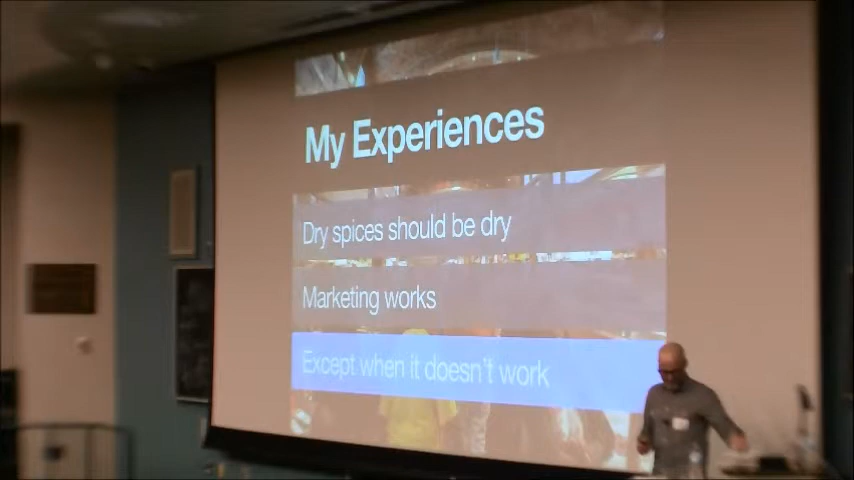 My Experiences
Dry spices should be dry
Marketing works
Except when it doesn't work